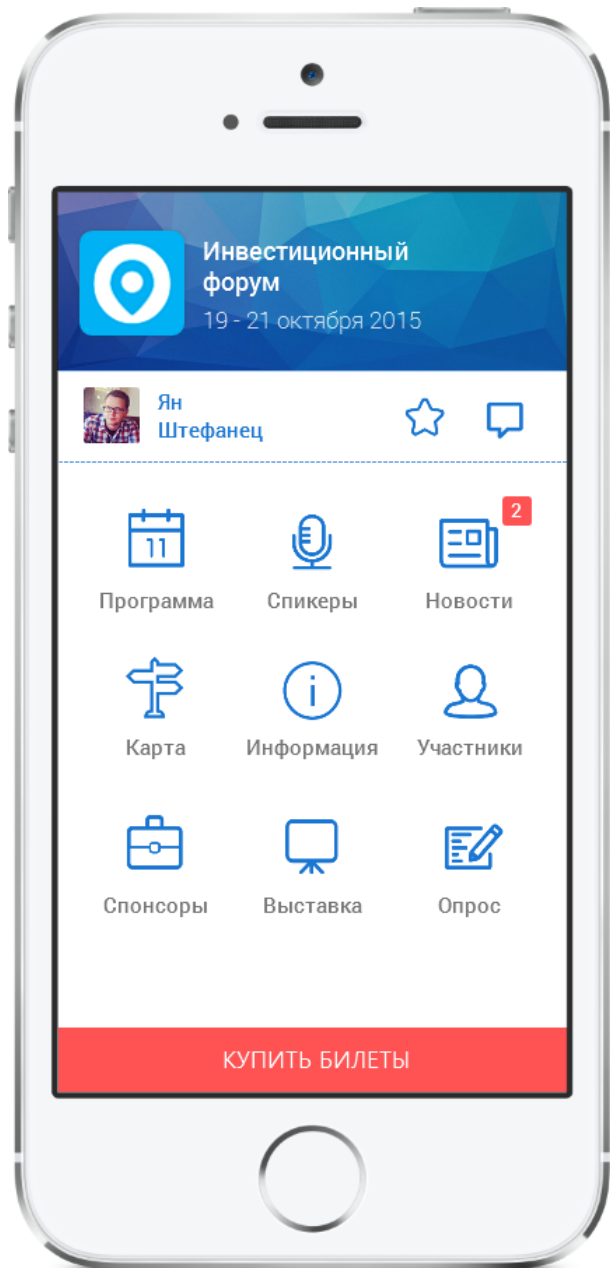 Инвестиционный
форум
19 - 21 октября 2015
Ян
Штефанец
11
2
Программа
Спикеры
Новости
i
Карта
Информация
Участники
Спонсоры
Выставка
Опрос
КУПИТЬ БИЛЕТЫ